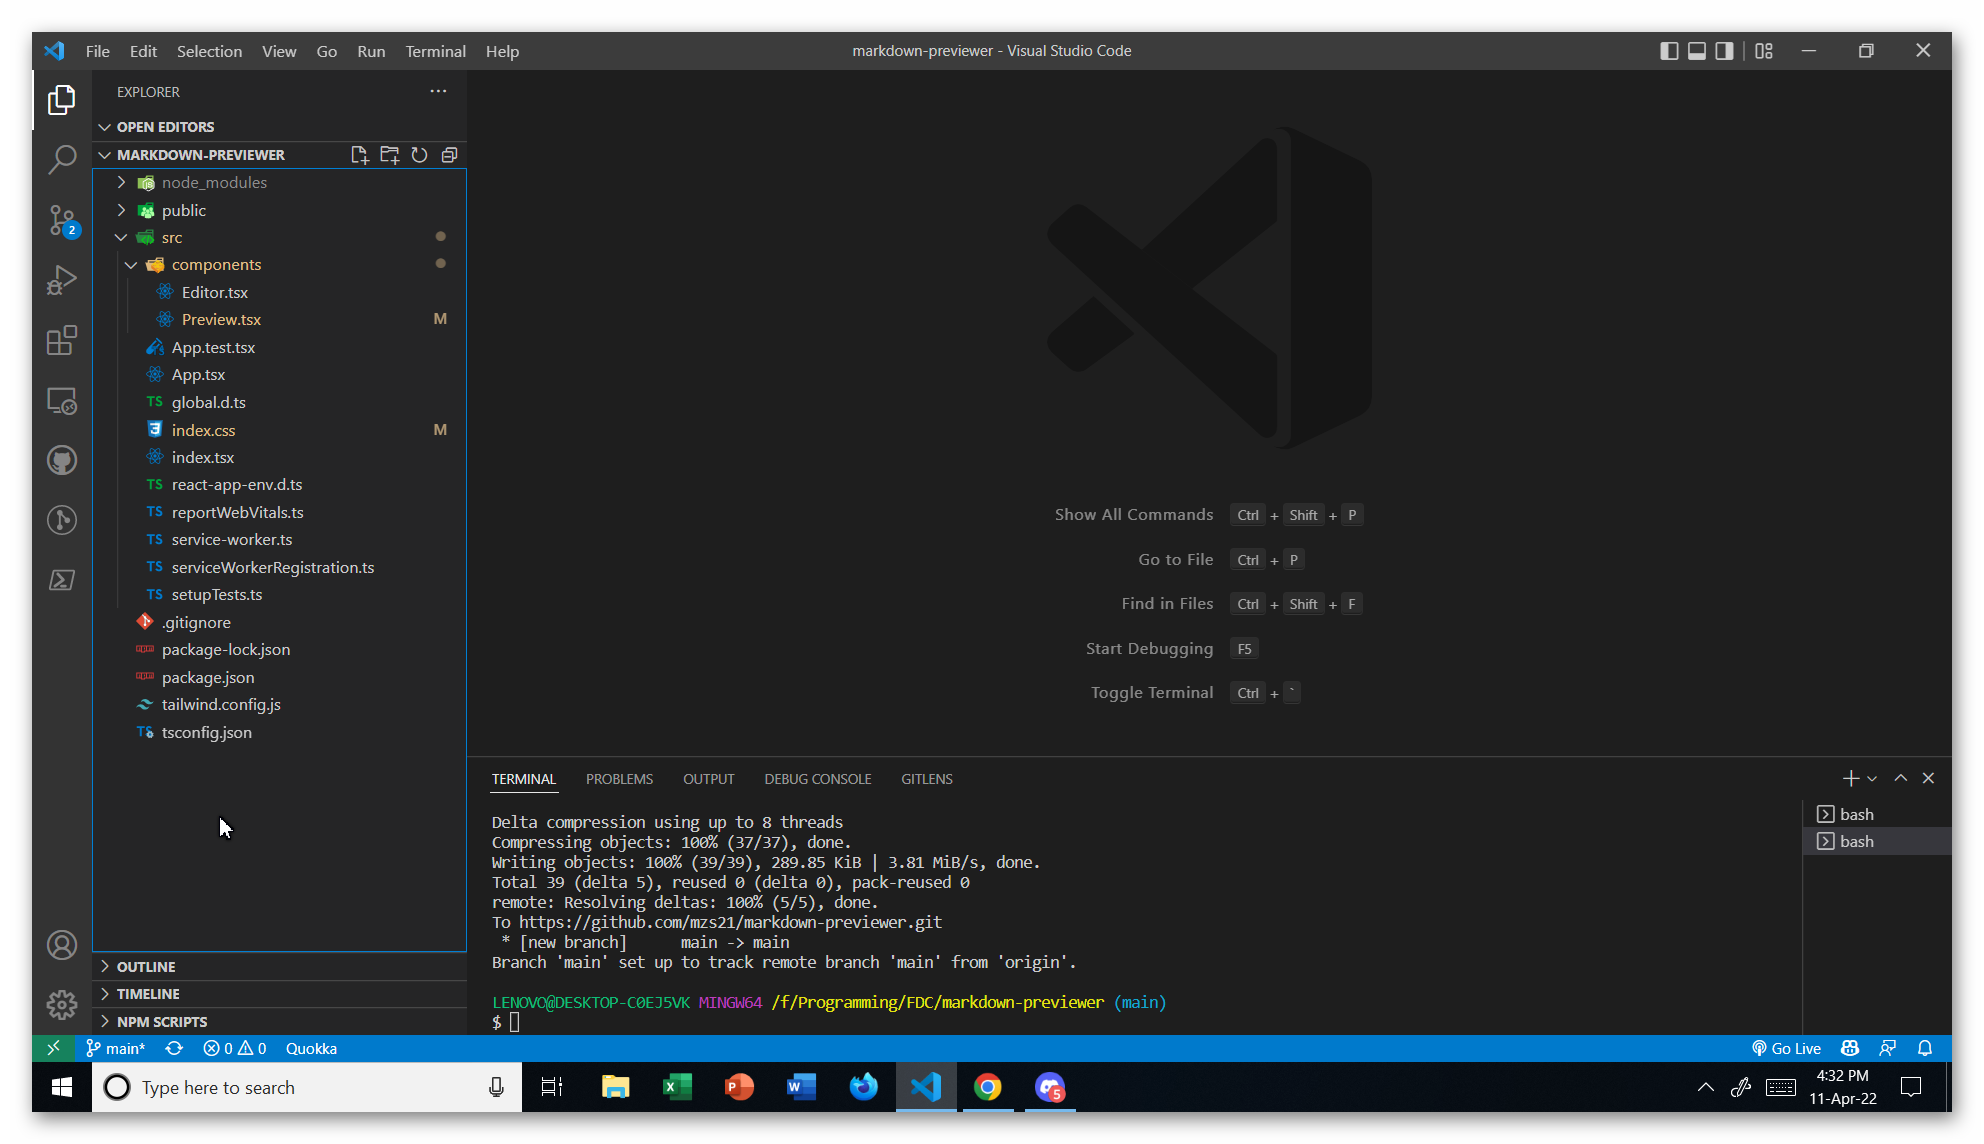 File Edit Selection View Go Run Terminal Help
markdown-previewer - Visual Studio Code
EXPLORER
OPEN EDITORS
MARKDOWN-PREVIEWER
node_modules
public
src
components
Editor.tsx
Preview.tsx M
App.test.tsx
App.tsx
TS global.d.ts
index.css M
index.tsx
TS react-app-env.d.ts
TS reportWebVitals.ts
TS service-worker.ts
TS serviceWorkerRegistration.ts
TS setupTests.ts
.gitignore
package-lock.json
package.json
tailwind.config.js
TS tsconfig.json
OUTLINE
TIMELINE
NPM SCRIPTS
2
Show All Commands Ctrl + Shift + P
Go to File Ctrl + P
Find in Files Ctrl + Shift + F
Start Debugging F5
Toggle Terminal Ctrl + `
TERMINAL PROBLEMS OUTPUT DEBUG CONSOLE GITLENS
Delta compression using up to 8 threads
Compressing objects: 100% (37/37), done.
Writing objects: 100% (39/39), 289.85 KiB | 3.81 MiB/s, done.
Total 39 (delta 5), reused 0 (delta 0), pack-reused 0
remote: Resolving deltas: 100% (5/5), done.
To https://github.com/mzs21/markdown-previewer.git
* [new branch] main -> main
Branch 'main' set up to track remote branch 'main' from 'origin'.
LENOVO@DESKTOP-C0EJ5VK MINGW64 /f/Programming/FDC/markdown-previewer (main)
$
bash
bash
main* 0 0 Quokka
Go Live
Type here to search
X P W 5
4:32 PM
11-Apr-22